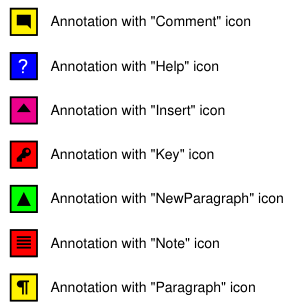 Annotation with "Comment" icon
? Annotation with "Help" icon
Annotation with "Insert" icon
Annotation with "Key" icon
Annotation with "NewParagraph" icon
Annotation with "Note" icon
¶ Annotation with "Paragraph" icon